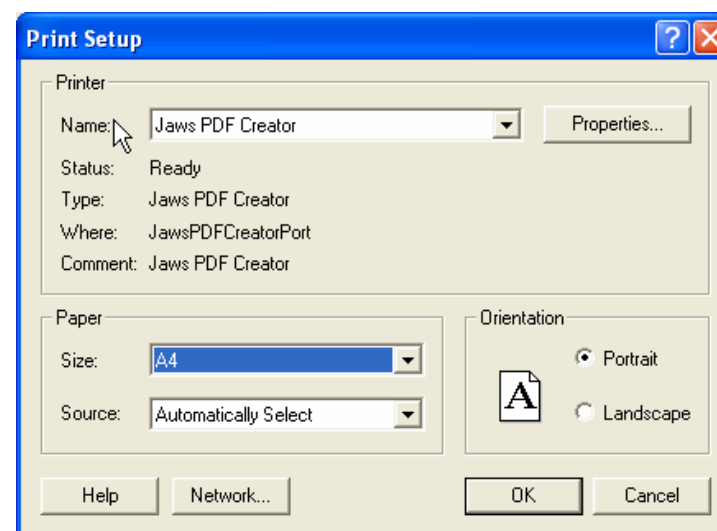 Print Setup
Printer
Name: Jaws PDF Creator Properties...
Status: Ready
Type: Jaws PDF Creator
Where: JawsPDFCreatorPort
Comment: Jaws PDF Creator
Paper
Size: A4
Source: Automatically Select
Orientation
A
Portrait
Landscape
Help Network... OK Cancel